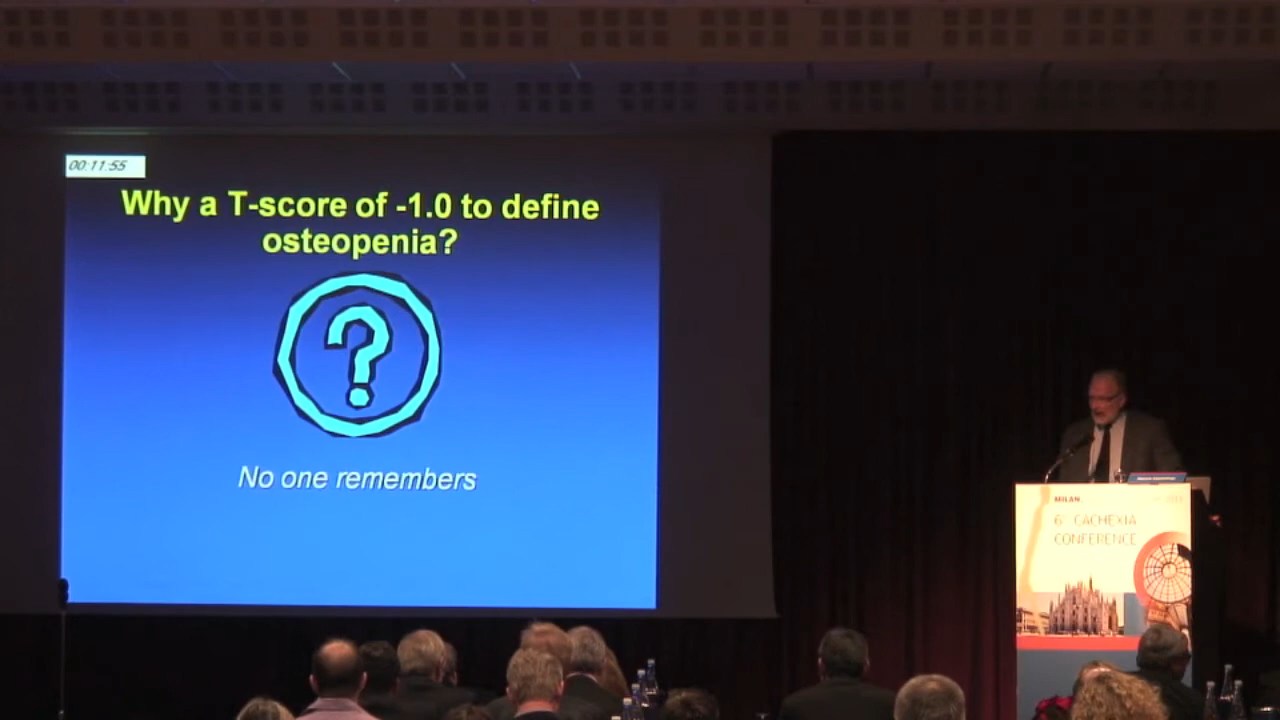 00:11:55
Why a T-score of -1.0 to define
osteopenia?
?
No one remembers
MILAN
6th CACHEXIA
CONFERENCE